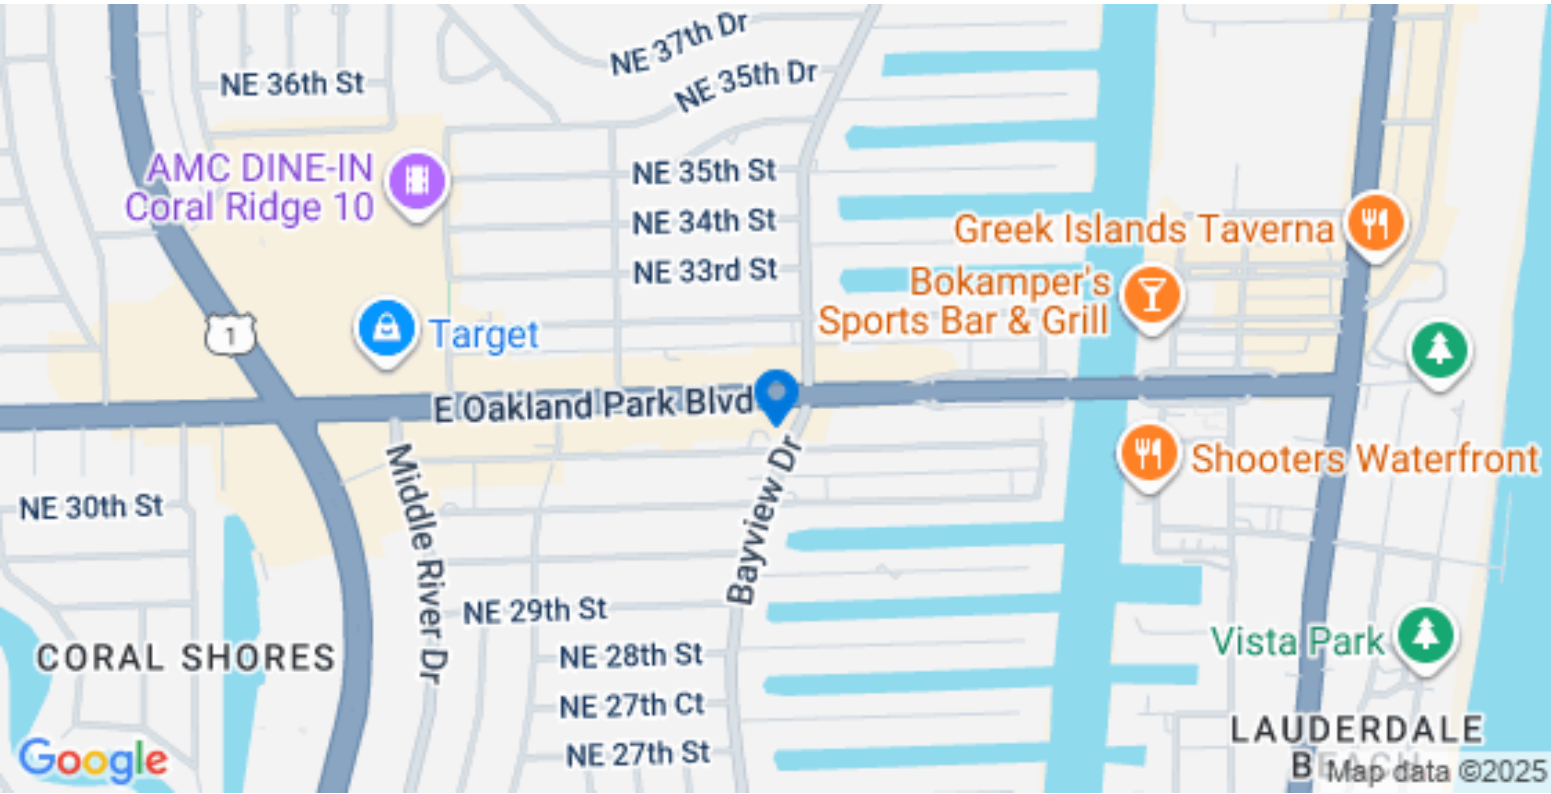 NE 37th Dr
NE 36th St
NE 35th Dr
AMC DINE-IN
Coral Ridge 10
NE 35th St
NE 34th St
Greek Islands Taverna
NE 33rd St
Bokamper's
Sports Bar & Grill
1
Target
E Oakland Park Blvd
Middle River Dr
Bayview Dr
Shooters Waterfront
NE 30th St
NE 29th St
CORAL SHORES
NE 28th St
Vista Park
NE 27th Ct
LAUDERDALE
BEACH
NE 27th St
Google
Map data ©2025